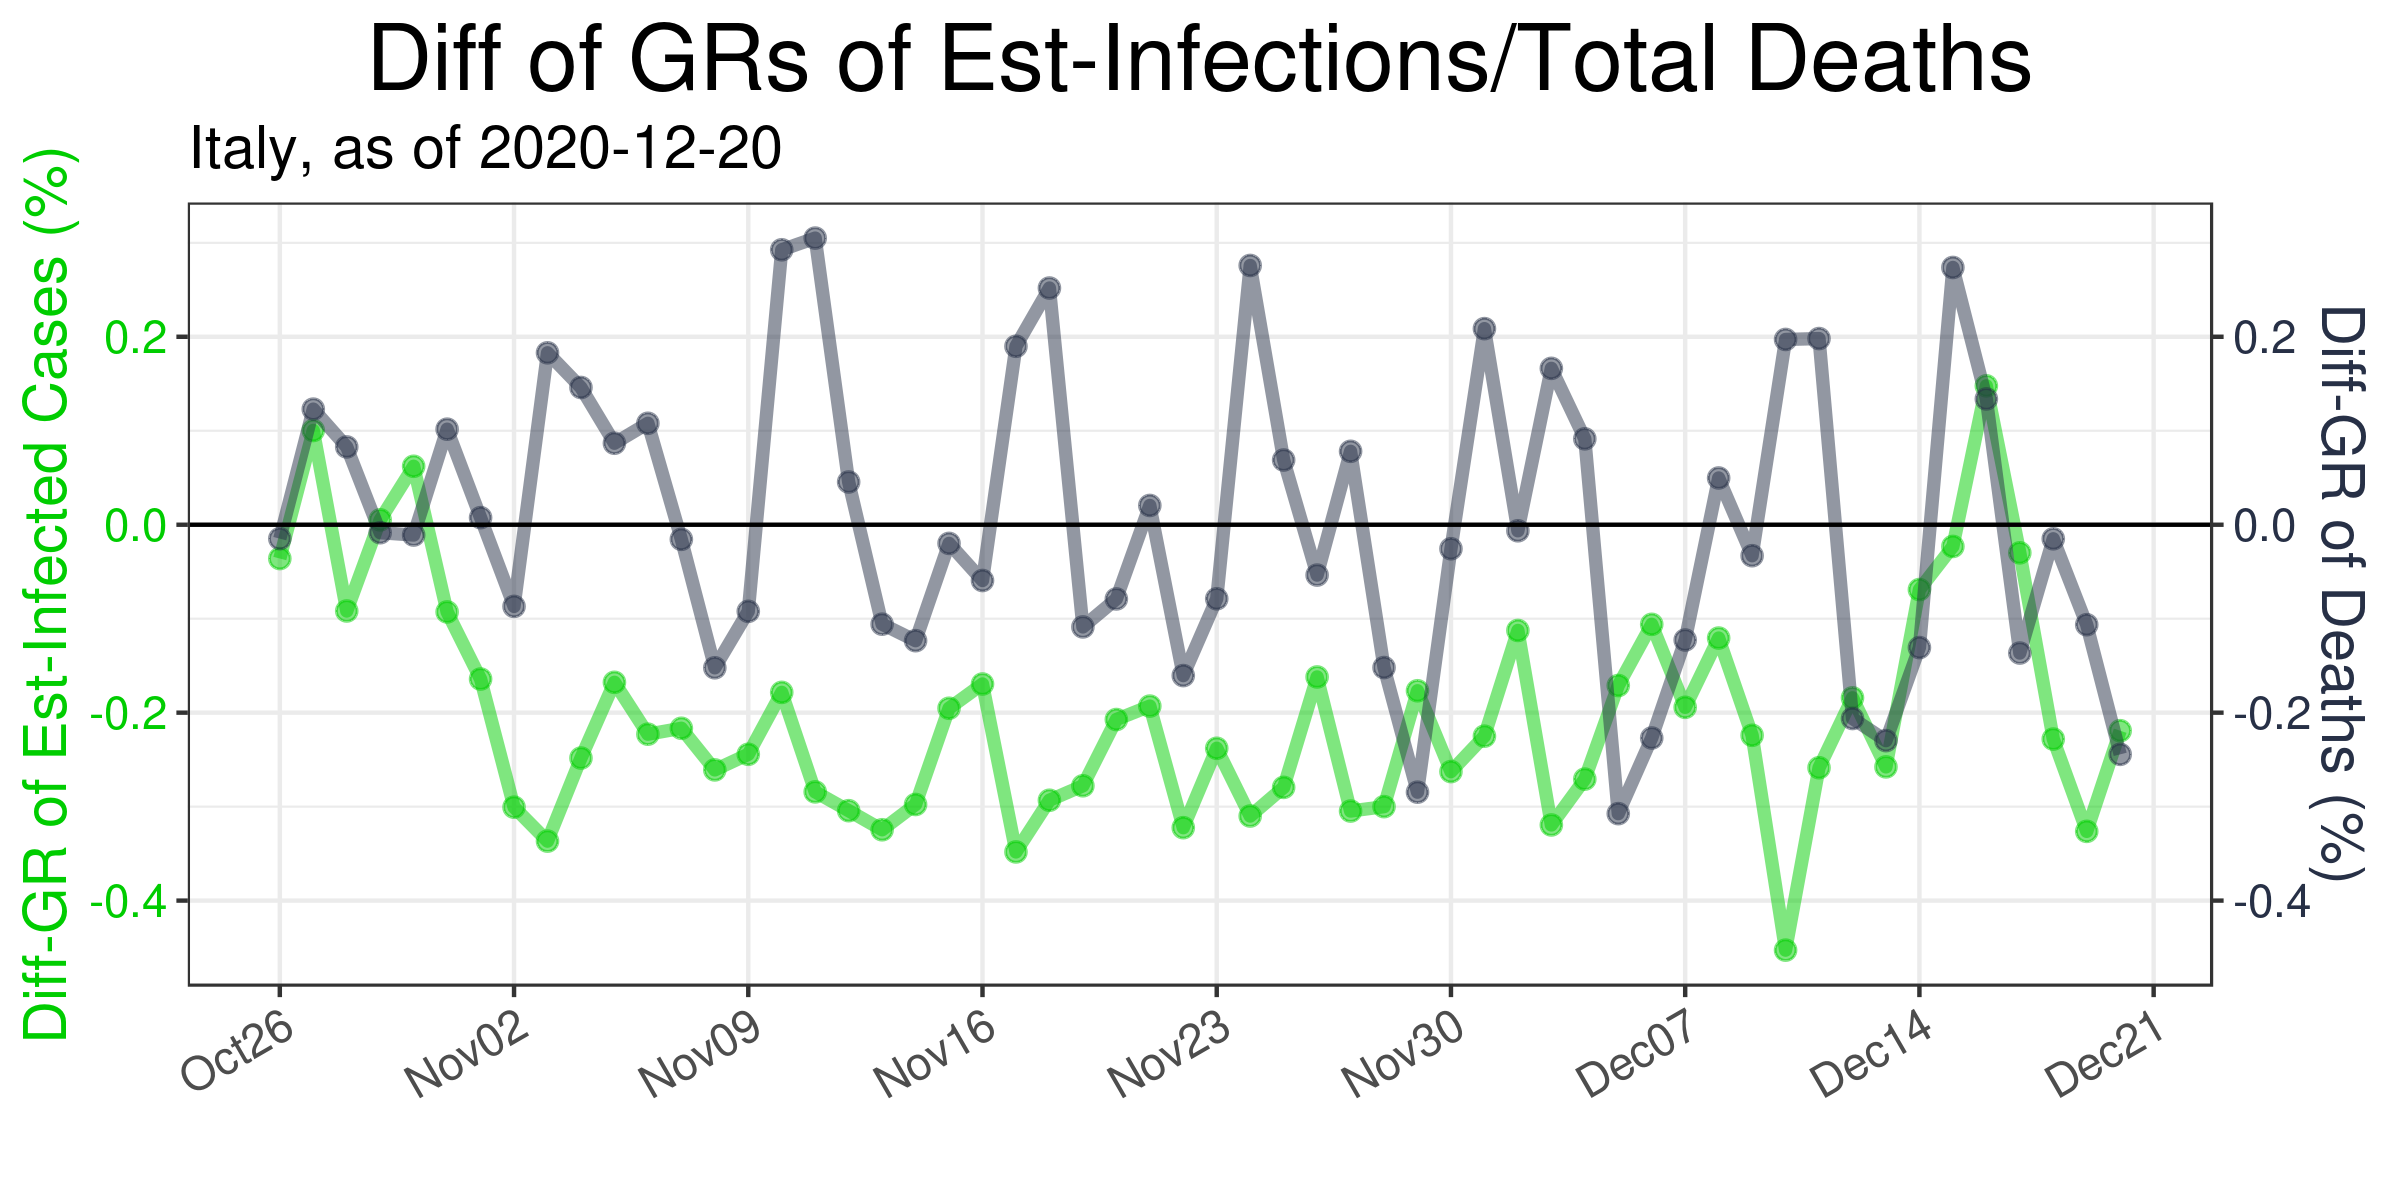 Diff of GRs of Est-Infections/Total Deaths
Italy, as of 2020-12-20
Diff-GR of Est-Infected Cases (%)
0.2
0.0
-0.2
-0.4
0.2
0.0
-0.2
-0.4
Diff-GR of Deaths (%)
Oct26
Nov02
Nov09
Nov16
Nov23
Nov30
Dec07
Dec14
Dec21